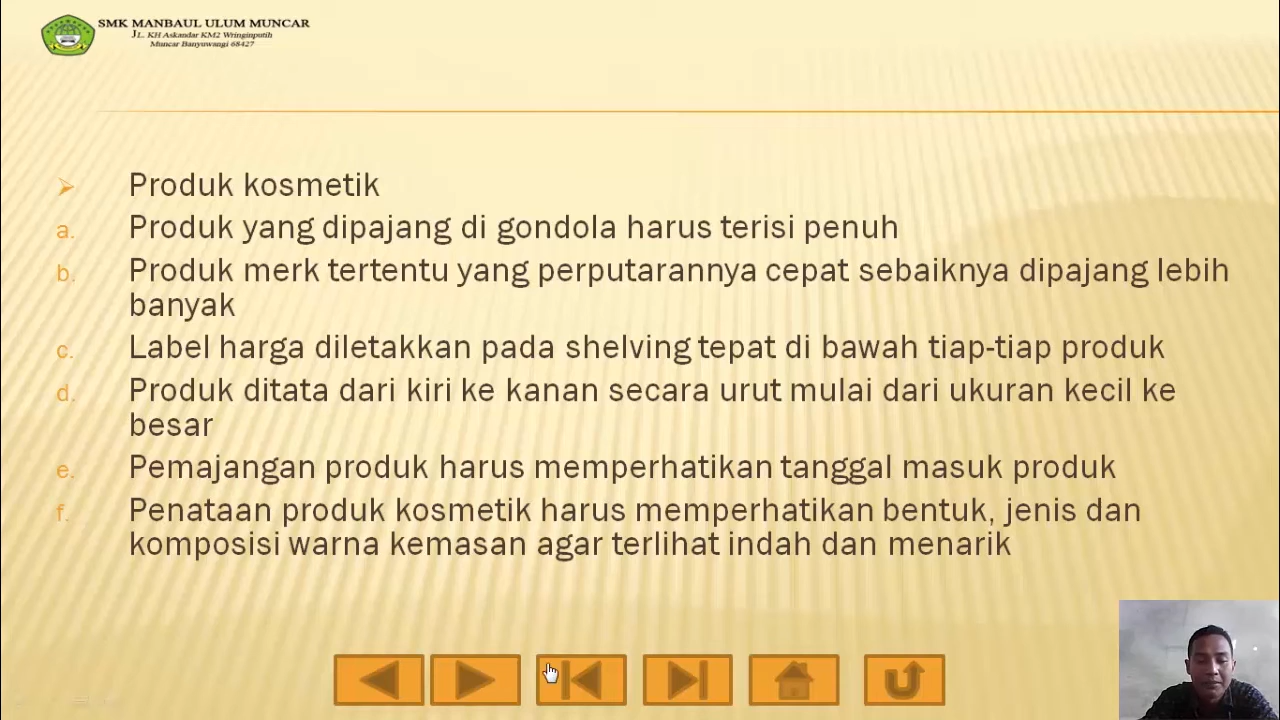 SMK MANBAUL ULUM MUNCAR
JL. KH Askandar KM2 Wringinputih
Muncar Banyuwangi 68427
Produk kosmetik
a. Produk yang dipajang di gondola harus terisi penuh
b. Produk merk tertentu yang perputarannya cepat sebaiknya dipajang lebih
banyak
c. Label harga diletakkan pada shelving tepat di bawah tiap-tiap produk
d. Produk ditata dari kiri ke kanan secara urut mulai dari ukuran kecil ke
besar
e. Pemajangan produk harus memperhatikan tanggal masuk produk
f. Penataan produk kosmetik harus memperhatikan bentuk, jenis dan
komposisi warna kemasan agar terlihat indah dan menarik